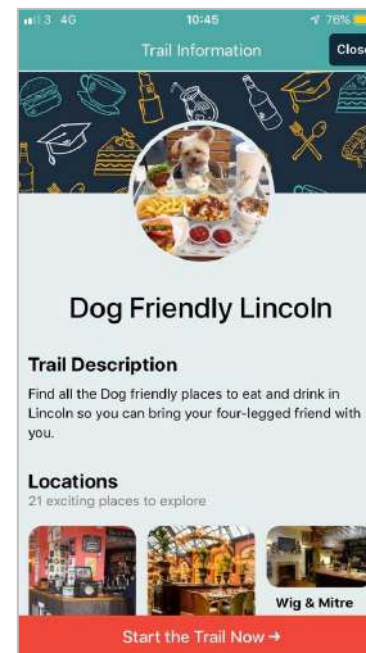 3 4G 10:45 76%
Trail Information
Close
Dog Friendly Lincoln
Trail Description
Find all the Dog friendly places to eat and drink in
Lincoln so you can bring your four-legged friend with
you.
Locations
21 exciting places to explore
Wig & Mitre
Start the Trail Now →